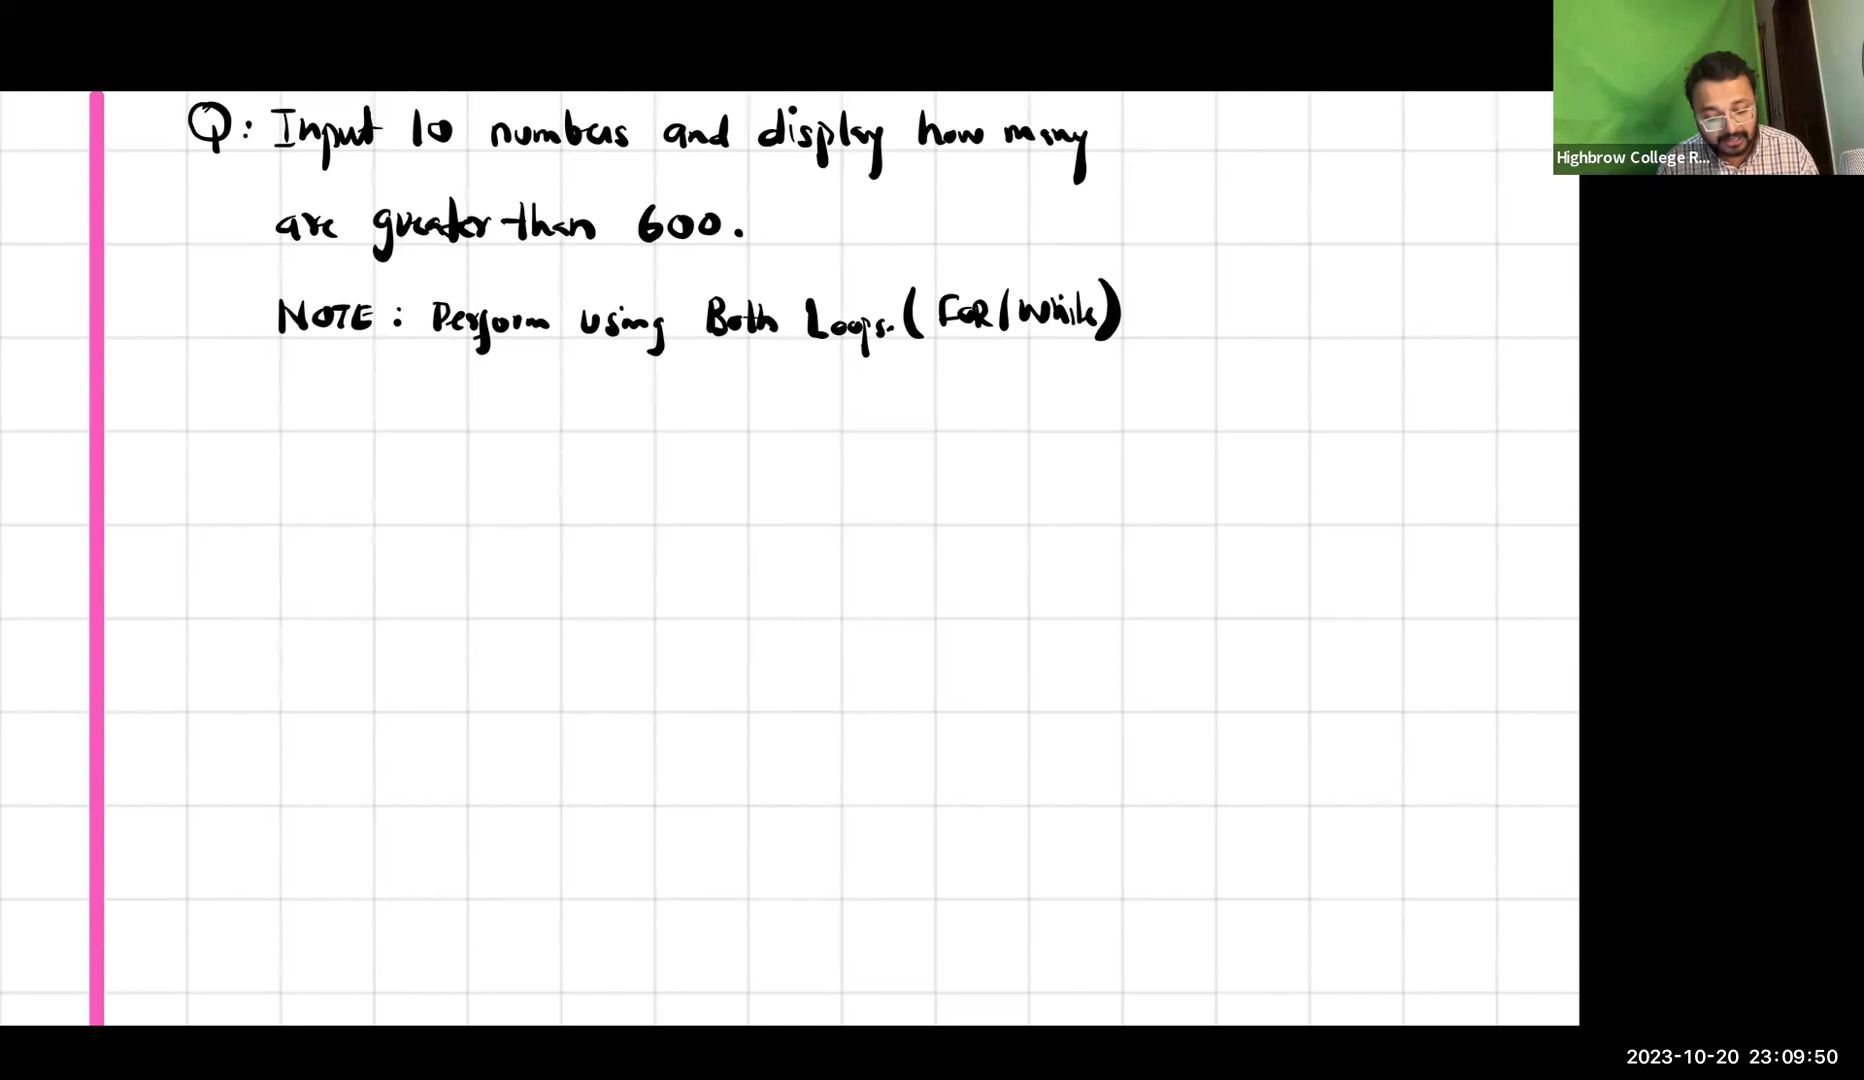 Q: Input 10 numbers and display how many
are greater than 600.
NOTE: Perform using Both Loops. (FOR/While)
Highbrow College R...
2023-10-20 23:09:50